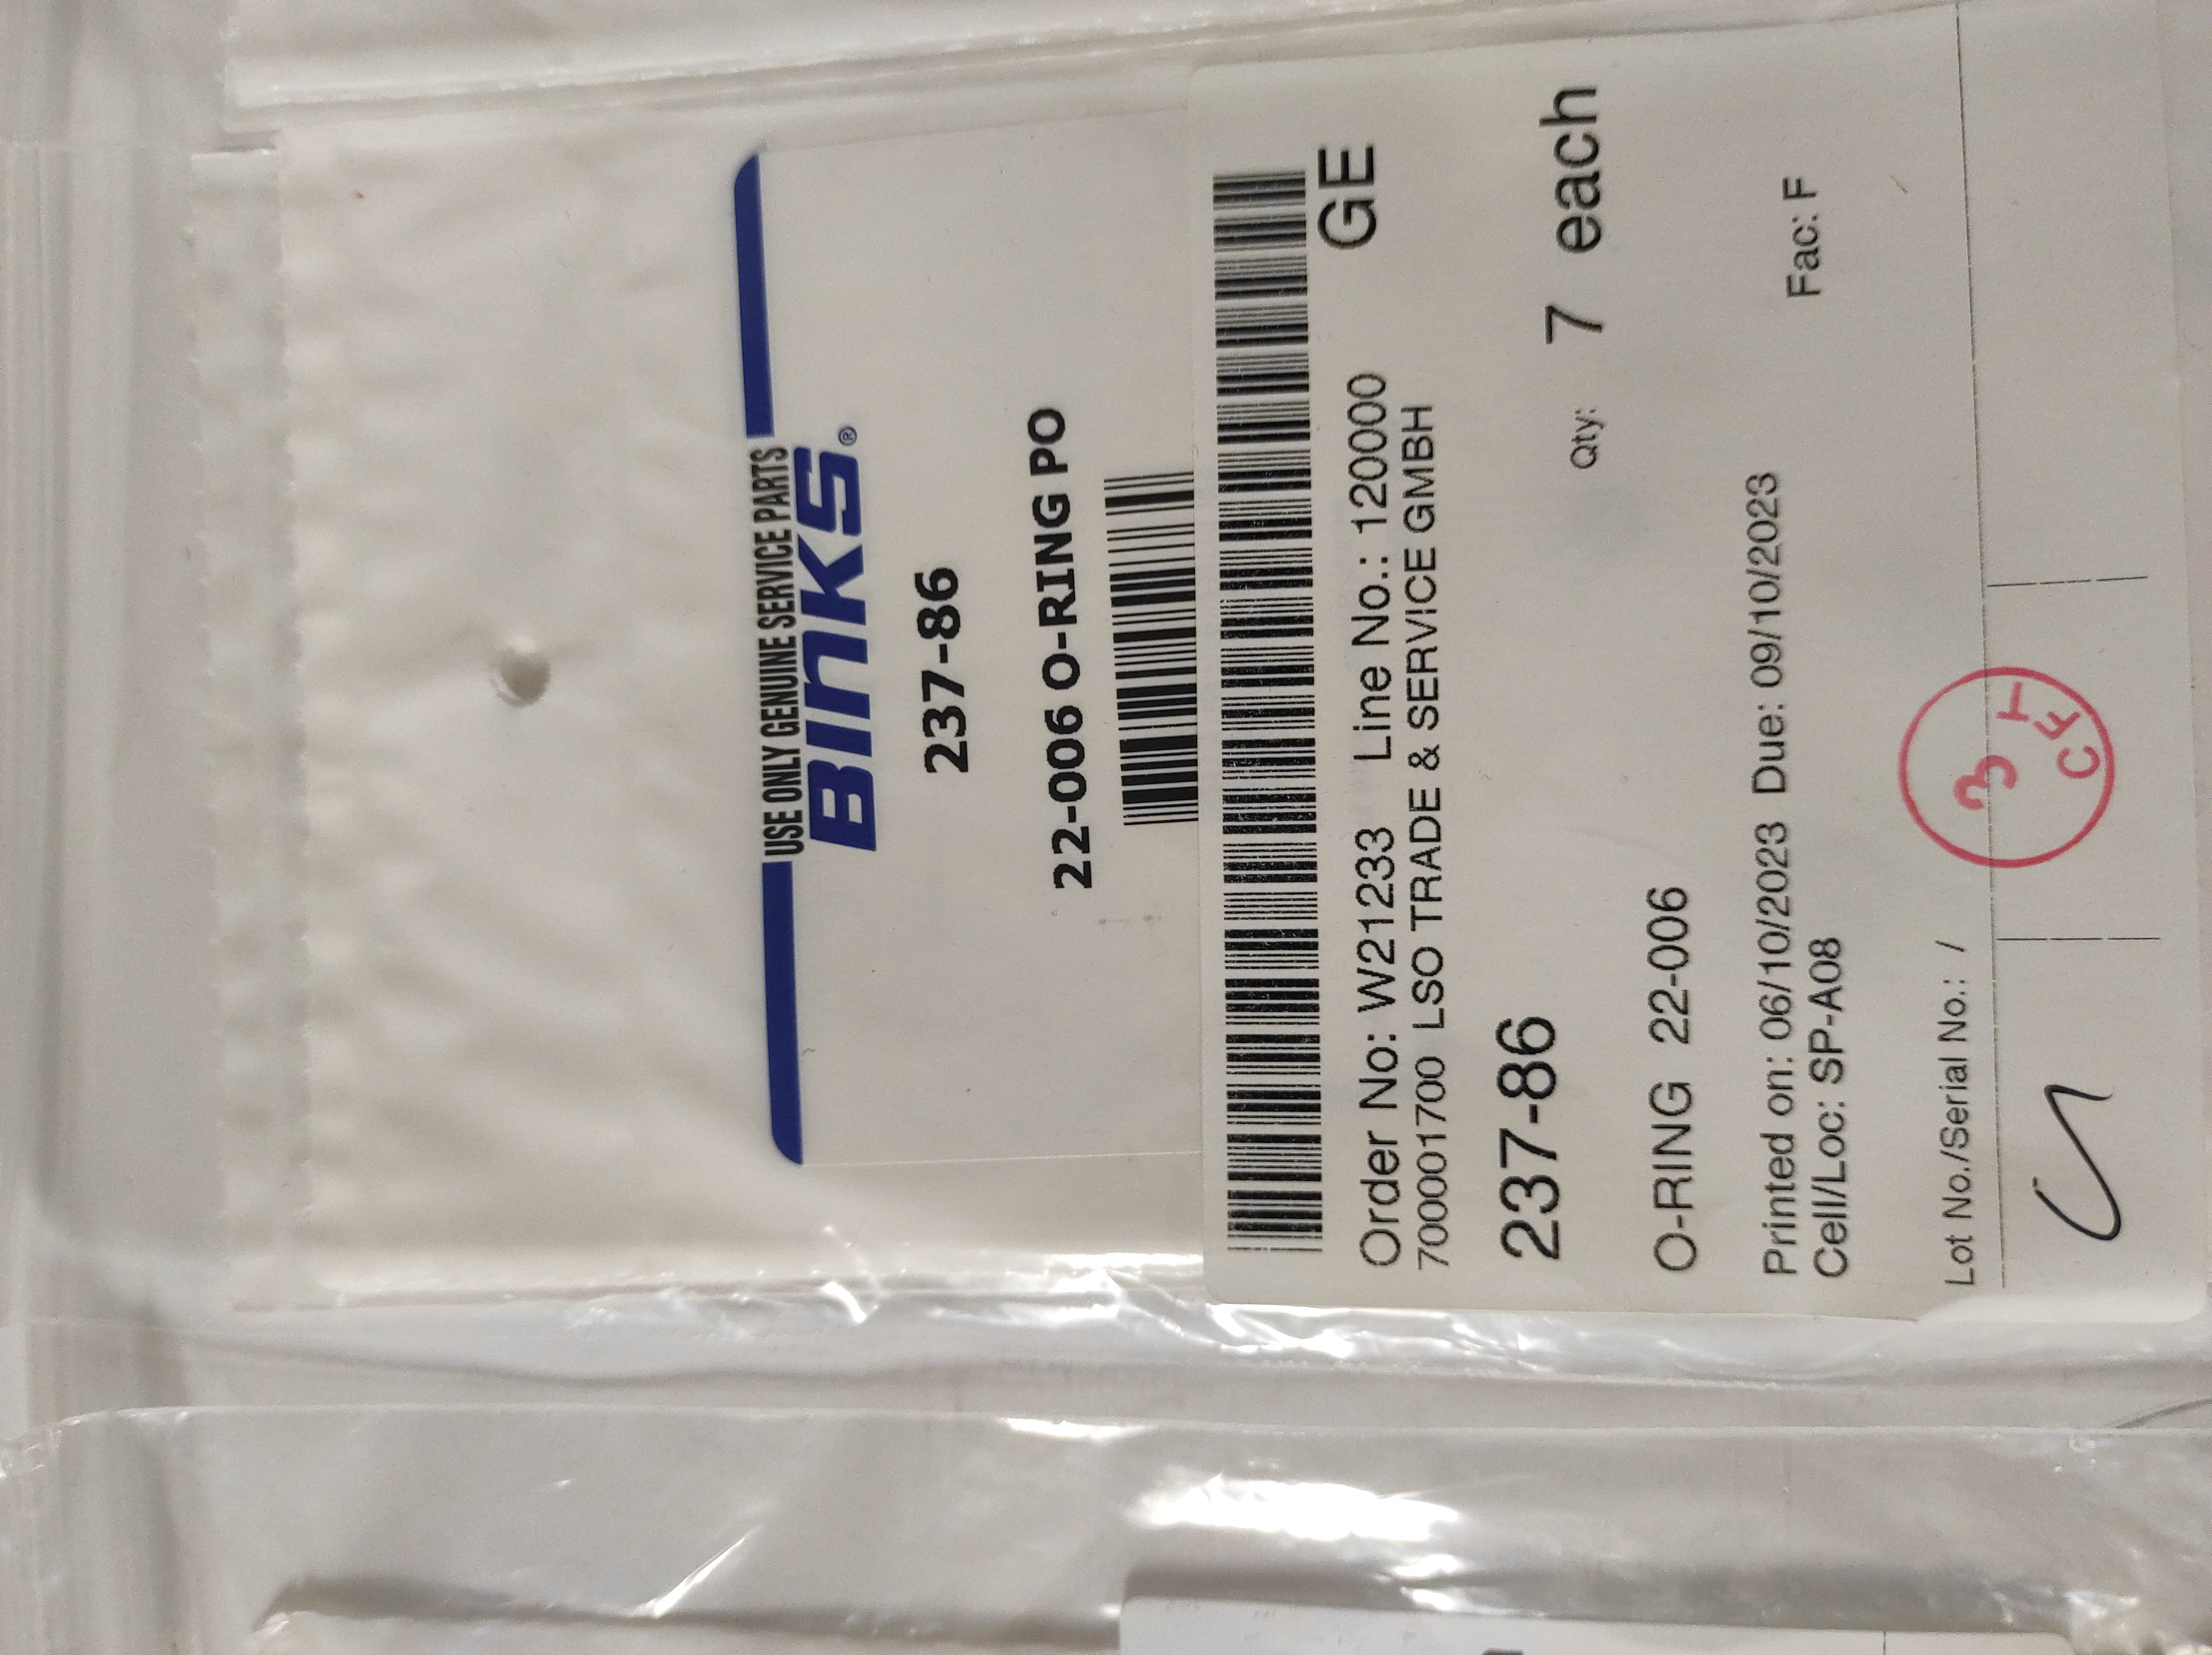 USE ONLY GENUINE SERVICE PARTS
BINKS®
237-86
22-006 O-RING PO
GE
Order No: W21233 Line No.: 120000
700001700 LSO TRADE & SERVICE GMBH
237-86 Qty: 7 each
O-RING 22-006
Printed on: 06/10/2023 Due: 09/10/2023
Cell/Loc: SP-A08 Fac: F
Lot No./Serial No.: /
3